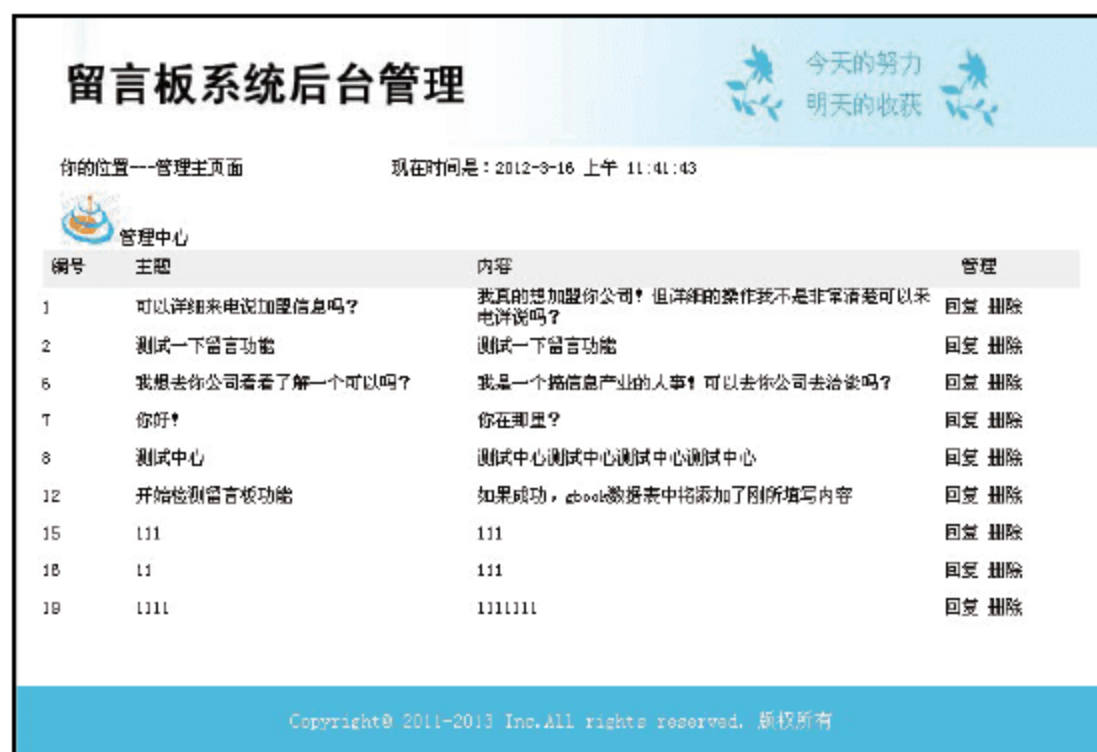 留言板系统后台管理
今天的努力
明天的收获
你的位置---管理主页面 现在时间是：2012-3-16 上午 11:41:43
管理中心
编号 主题 内容 管理
1 可以详细来电说加盟信息吗？ 我真的想加盟你公司！但详细的操作我不是非常清楚可以来
电详说吗？ 回复 删除
2 测试一下留言功能 测试一下留言功能 回复 删除
6 我想去你公司看看了解一个可以吗？ 我是一个搞信息产业的人事！可以去你公司去洽谈吗？ 回复 删除
7 你好！ 你在那里？ 回复 删除
8 测试中心 测试中心测试中心测试中心测试中心 回复 删除
12 开始检测留言板功能 如果成功，gbook数据表中将添加了刚所填写内容 回复 删除
15 111 111 回复 删除
11 111 回复 删除
19 1111 1111111 回复 删除
Copyright® 2011-2013 Inc.All rights reserved. 版权所有